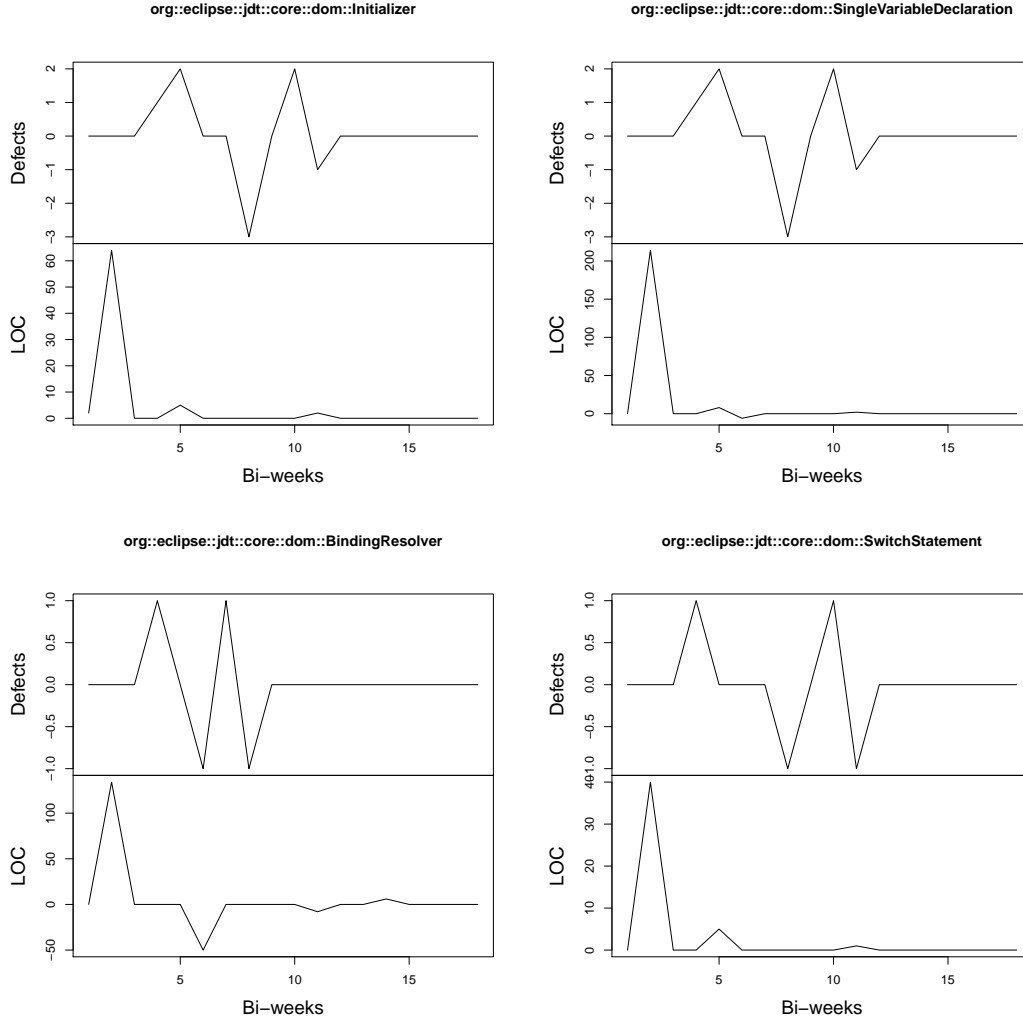 org::eclipse::jdt::core::dom::Initializer
Defects
2
1
0
−1
−2
−3
LOC
60
50
40
30
20
10
0
5 10 15
Bi−weeks
org::eclipse::jdt::core::dom::SingleVariableDeclaration
Defects
2
1
0
−1
−2
−3
LOC
200
150
100
50
0
5 10 15
Bi−weeks
org::eclipse::jdt::core::dom::BindingResolver
Defects
1.0
0.5
0.0
−0.5
−1.0
LOC
100
50
0
−50
5 10 15
Bi−weeks
org::eclipse::jdt::core::dom::SwitchStatement
Defects
1.0
0.5
0.0
−0.5
−1.0
LOC
40
30
20
10
0
5 10 15
Bi−weeks